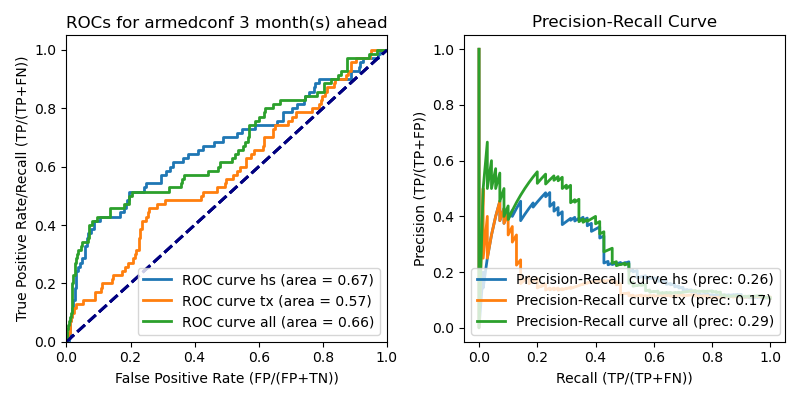 ROCs for armedconf 3 month(s) ahead
True Positive Rate/Recall (TP/(TP+FN))
1.0
0.8
0.6
0.4
0.2
0.0
ROC curve hs (area = 0.67)
ROC curve tx (area = 0.57)
ROC curve all (area = 0.66)
0.0 0.2 0.4 0.6 0.8 1.0
False Positive Rate (FP/(FP+TN))
Precision-Recall Curve
Precision (TP/(TP+FP))
1.0
0.8
0.6
0.4
0.2
0.0
Precision-Recall curve hs (prec: 0.26)
Precision-Recall curve tx (prec: 0.17)
Precision-Recall curve all (prec: 0.29)
0.0 0.2 0.4 0.6 0.8 1.0
Recall (TP/(TP+FN))